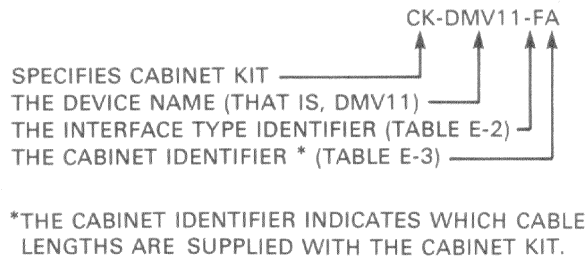 CK-DMV11-FA
SPECIFIES CABINET KIT
THE DEVICE NAME (THAT IS, DMV11)
THE INTERFACE TYPE IDENTIFIER (TABLE E-2)
THE CABINET IDENTIFIER * (TABLE E-3)
*THE CABINET IDENTIFIER INDICATES WHICH CABLE
LENGTHS ARE SUPPLIED WITH THE CABINET KIT.